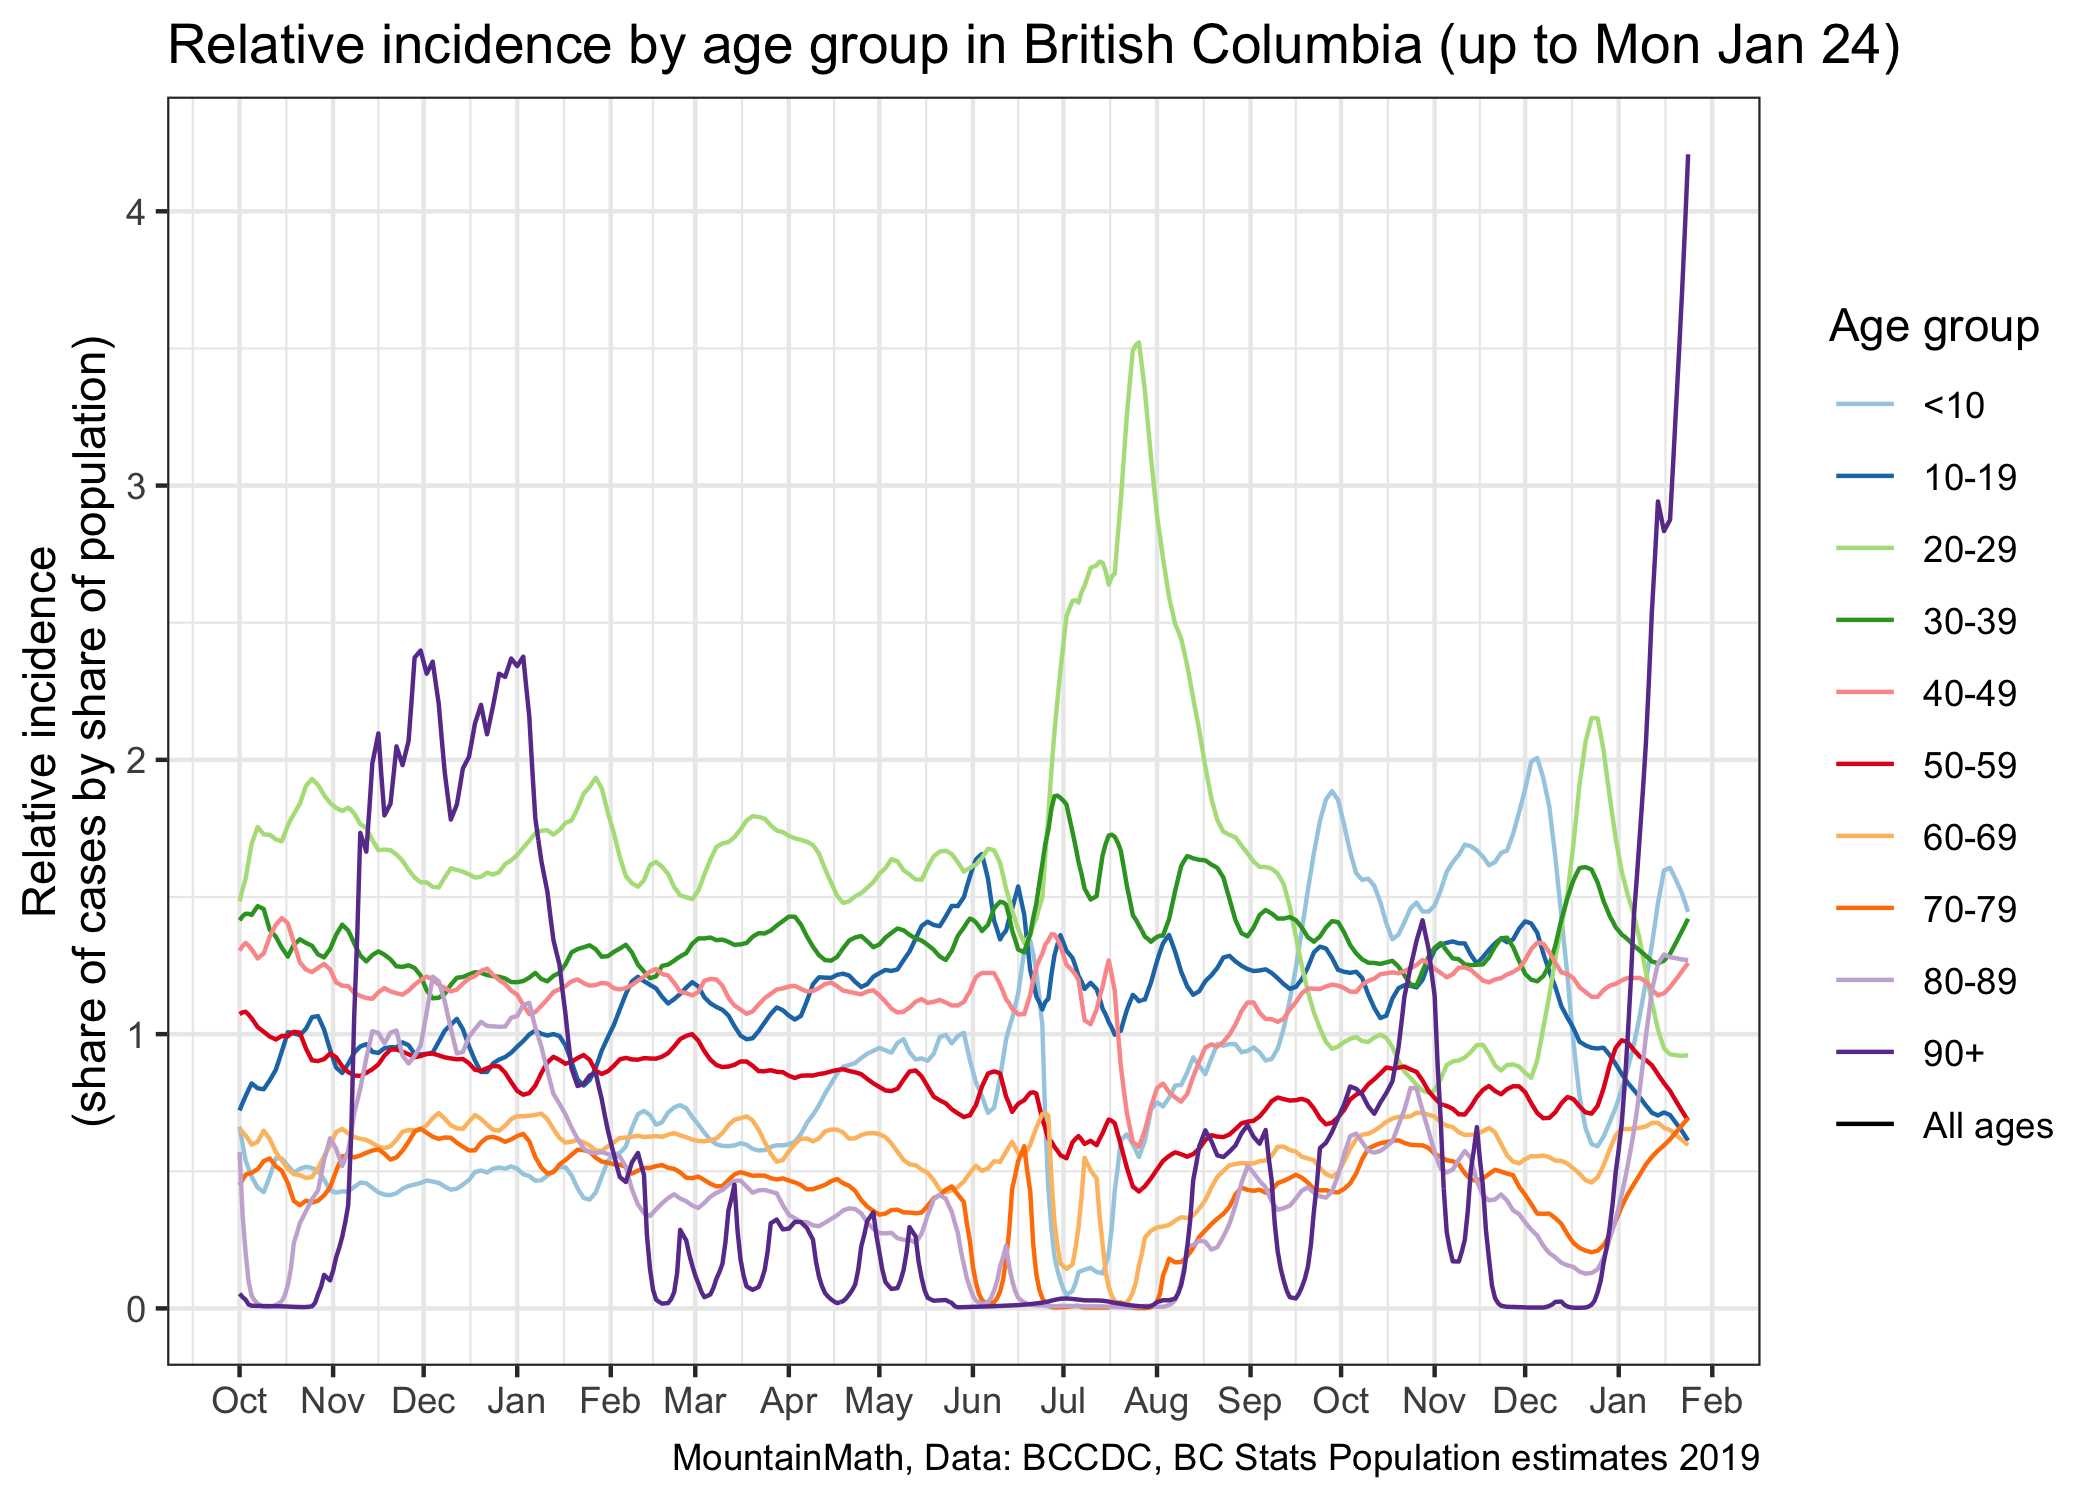 Relative incidence by age group in British Columbia (up to Mon Jan 24)
Relative incidence
(share of cases by share of population)
4
3
2
1
0
Oct Nov Dec Jan Feb Mar Apr May Jun Jul Aug Sep Oct Nov Dec Jan Feb
Age group
<10
10-19
20-29
30-39
40-49
50-59
60-69
70-79
80-89
90+
All ages
MountainMath, Data: BCCDC, BC Stats Population estimates 2019